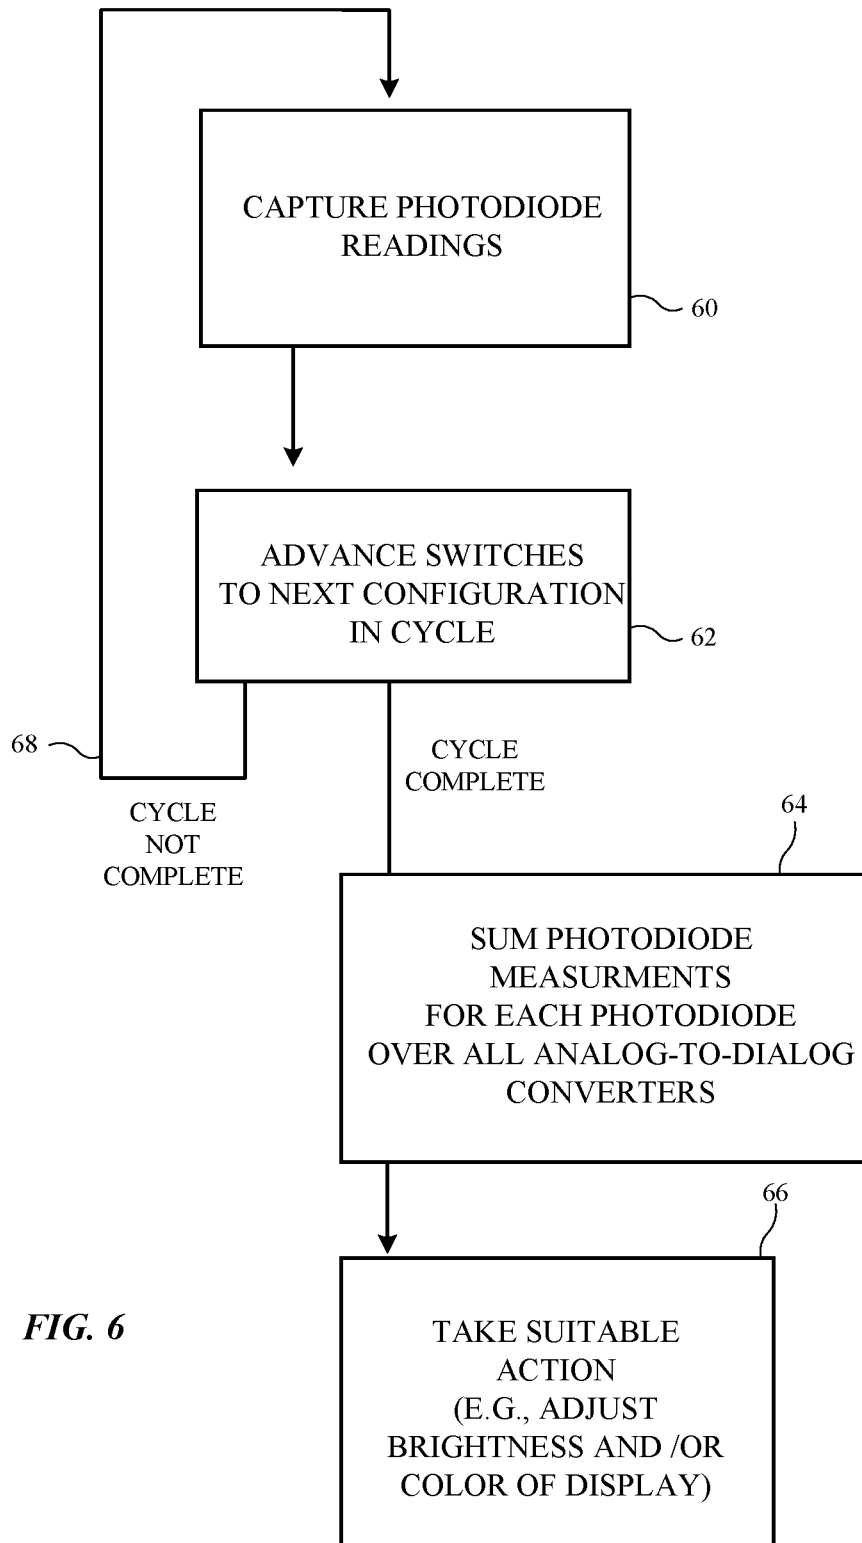 CAPTURE PHOTODIODE
READINGS
60
ADVANCE SWITCHES
TO NEXT CONFIGURATION
IN CYCLE
62
68
CYCLE
COMPLETE
CYCLE
NOT
COMPLETE
64
SUM PHOTODIODE
MEASURMENTS
FOR EACH PHOTODIODE
OVER ALL ANALOG-TO-DIALOG
CONVERTERS
66
FIG. 6
TAKE SUITABLE
ACTION
(E.G., ADJUST
BRIGHTNESS AND /OR
COLOR OF DISPLAY)